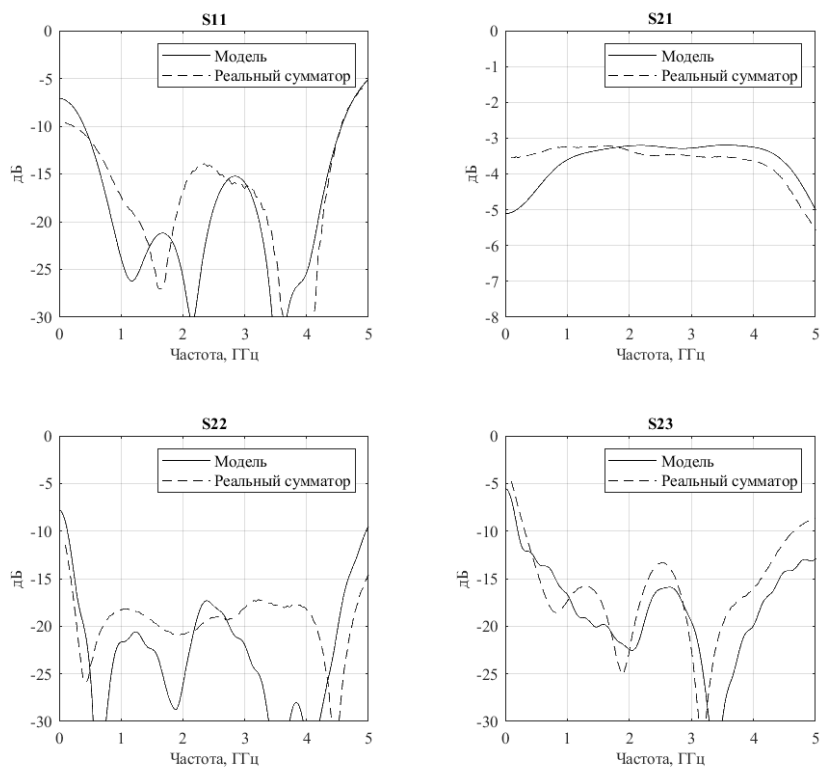 S11
0
-5
-10
-15
-20
-25
-30
дБ
0 1 2 3 4 5
Частота, ГГц
Модель
Реальный сумматор
S21
0
-1
-2
-3
-4
-5
-6
-7
-8
дБ
0 1 2 3 4 5
Частота, ГГц
Модель
Реальный сумматор
S22
0
-5
-10
-15
-20
-25
-30
дБ
0 1 2 3 4 5
Частота, ГГц
Модель
Реальный сумматор
S23
0
-5
-10
-15
-20
-25
-30
дБ
0 1 2 3 4 5
Частота, ГГц
Модель
Реальный сумматор